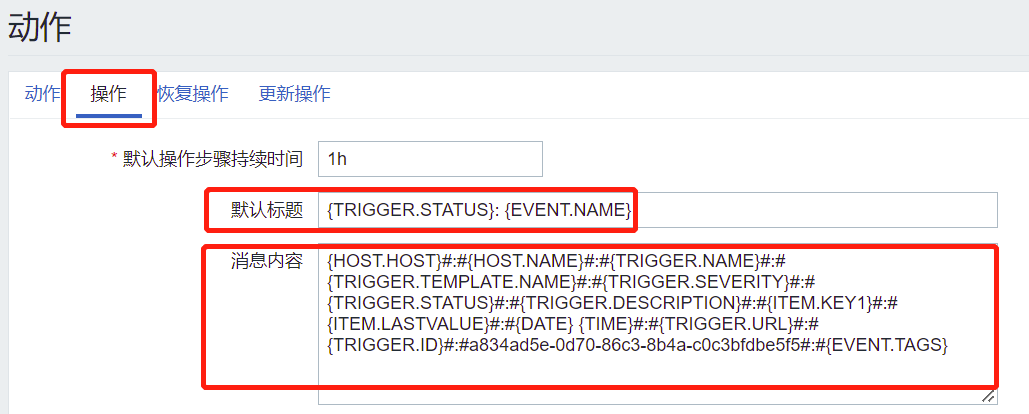 动作
动作 操作 恢复操作 更新操作
* 默认操作步骤持续时间 1h
默认标题 {TRIGGER.STATUS}: {EVENT.NAME}
消息内容 {HOST.HOST}#:#{HOST.NAME}#:#{TRIGGER.NAME}#:#
{TRIGGER.TEMPLATE.NAME}#:#{TRIGGER.SEVERITY}#:#
{TRIGGER.STATUS}#:#{TRIGGER.DESCRIPTION}#:#{ITEM.KEY1}#:#
{ITEM.LASTVALUE}#:#{DATE} {TIME}#:#{TRIGGER.URL}#:#
{TRIGGER.ID}#:#a834ad5e-0d70-86c3-8b4a-c0c3bfdbe5f5#:#{EVENT.TAGS}